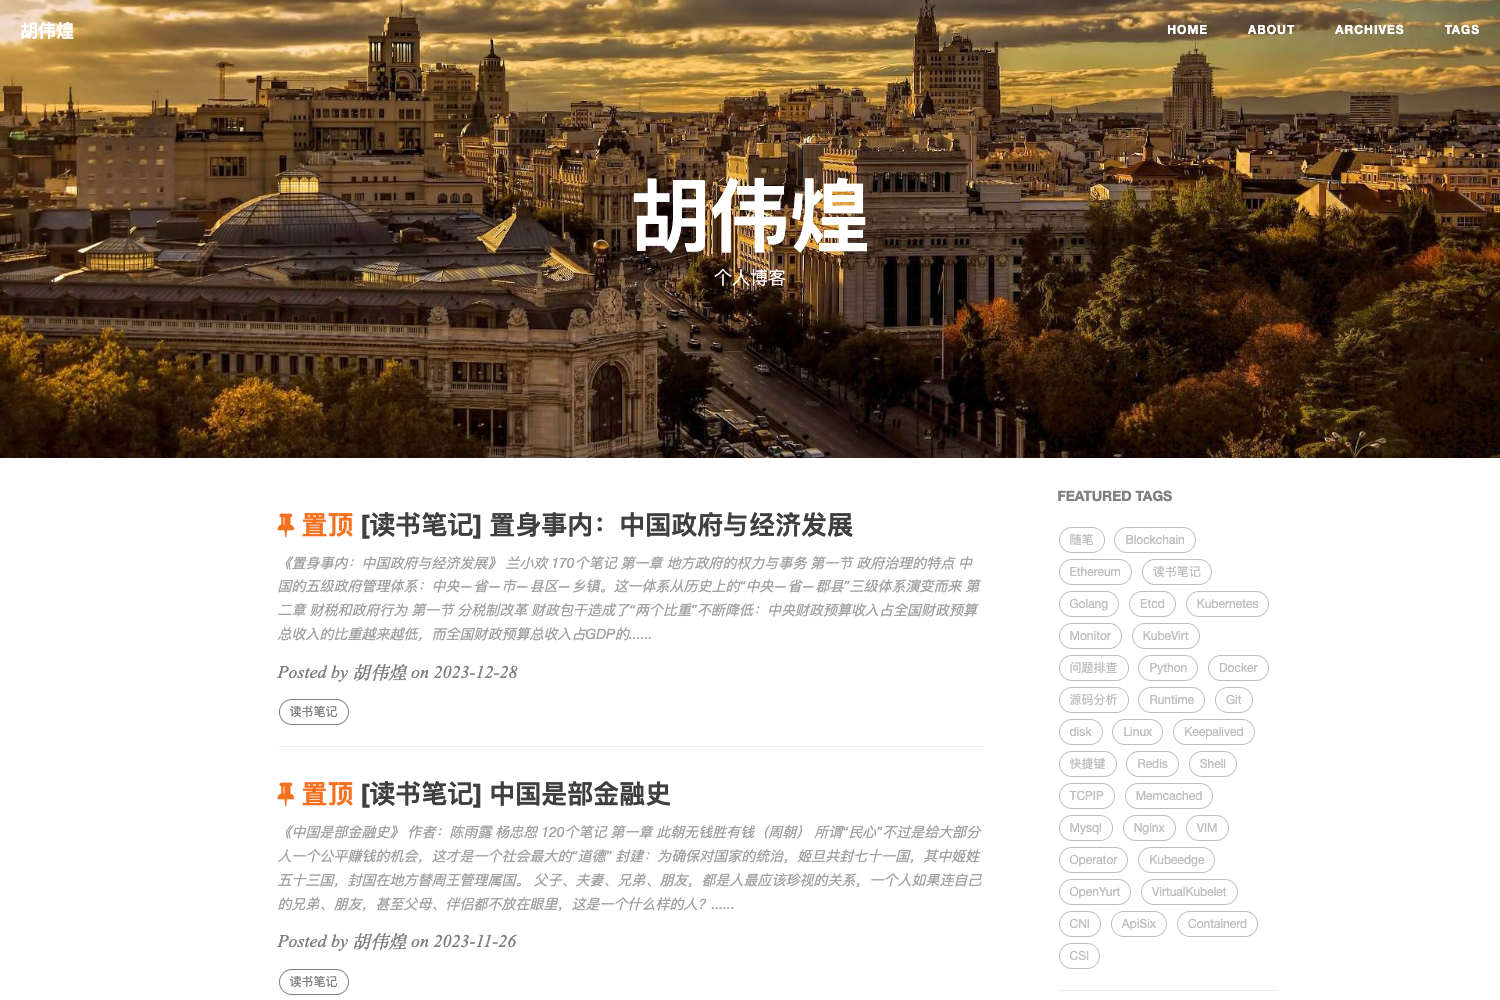 胡伟煌
HOME ABOUT ARCHIVES TAGS
胡伟煌
个人博客
置顶 [读书笔记] 置身事内：中国政府与经济发展
《置身事内：中国政府与经济发展》 兰小欢 170个笔记 第一章 地方政府的权力与事务 第一节 政府治理的特点 中
国的五级政府管理体系：中央—省—市—县区—乡镇。这一体系从历史上的“中央—省—郡县”三级体系演变而来 第
二章 财税和政府行为 第一节 分税制改革 财政包干造成了“两个比重”不断降低：中央财政预算收入占全国财政预算
总收入的比重越来越低，而全国财政预算总收入占GDP的......
Posted by 胡伟煌 on 2023-12-28
读书笔记
置顶 [读书笔记] 中国是部金融史
《中国是部金融史》 作者：陈雨露 杨忠恕 120个笔记 第一章 此朝无钱胜有钱（周朝） 所谓“民心”不过是给大部分
人一个公平赚钱的机会，这才是一个社会最大的“道德” 封建：为确保对国家的统治，姬旦共封七十一国，其中姬姓
五十三国，封国在地方替周王管理属国。 父子、夫妻、兄弟、朋友，都是人最应该珍视的关系，一个人如果连自己
的兄弟、朋友，甚至父母、伴侣都不放在眼里，这是一个什么样的人？......
Posted by 胡伟煌 on 2023-11-26
读书笔记
FEATURED TAGS
随笔 Blockchain
Ethereum 读书笔记
Golang Etcd Kubernetes
Monitor KubeVirt
问题排查 Python Docker
源码分析 Runtime Git
disk Linux Keepalived
快捷键 Redis Shell
TCPIP Memcached
Mysql Nginx VIM
Operator Kubeedge
OpenYurt VirtualKubelet
CNI ApiSix Containerd
CSI